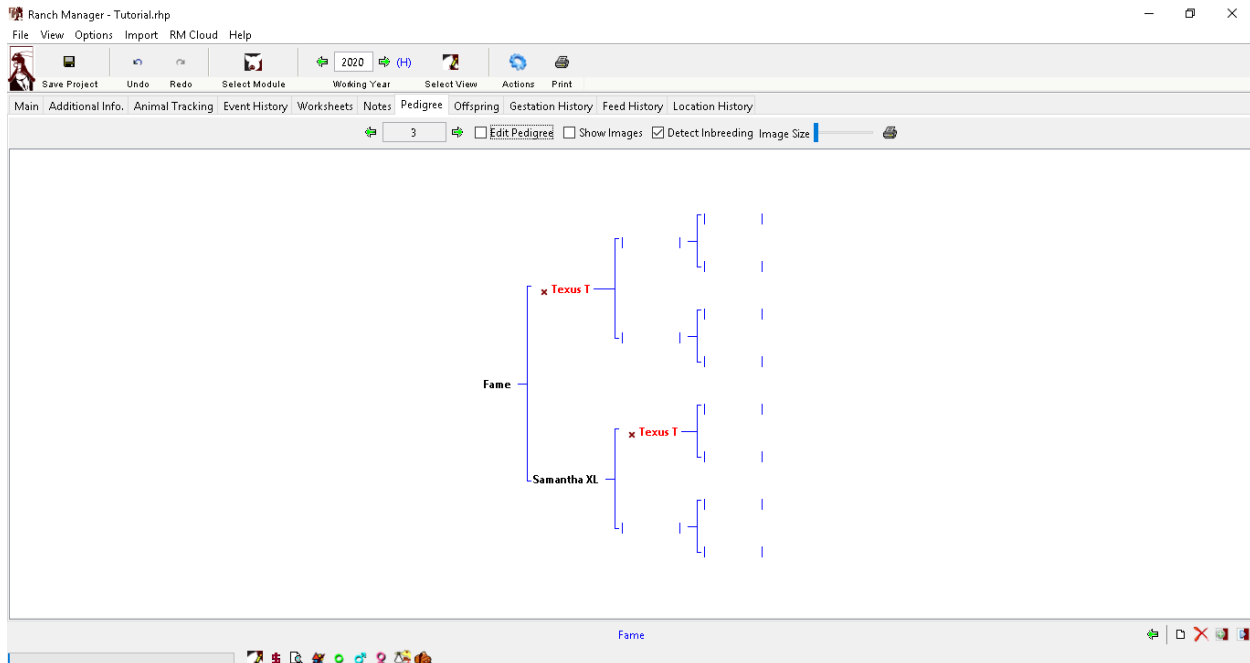 Ranch Manager - Tutorial.rhp
File View Options Import RM Cloud Help
2020 (H)
Save Project Undo Redo Select Module Working Year Select View Actions Print
Main Additional Info. Animal Tracking Event History Worksheets Notes Pedigree Offspring Gestation History Feed History Location History
3 Edit Pedigree Show Images Detect Inbreeding Image Size
Texus T
Fame
Texus T
Samantha XL
Fame